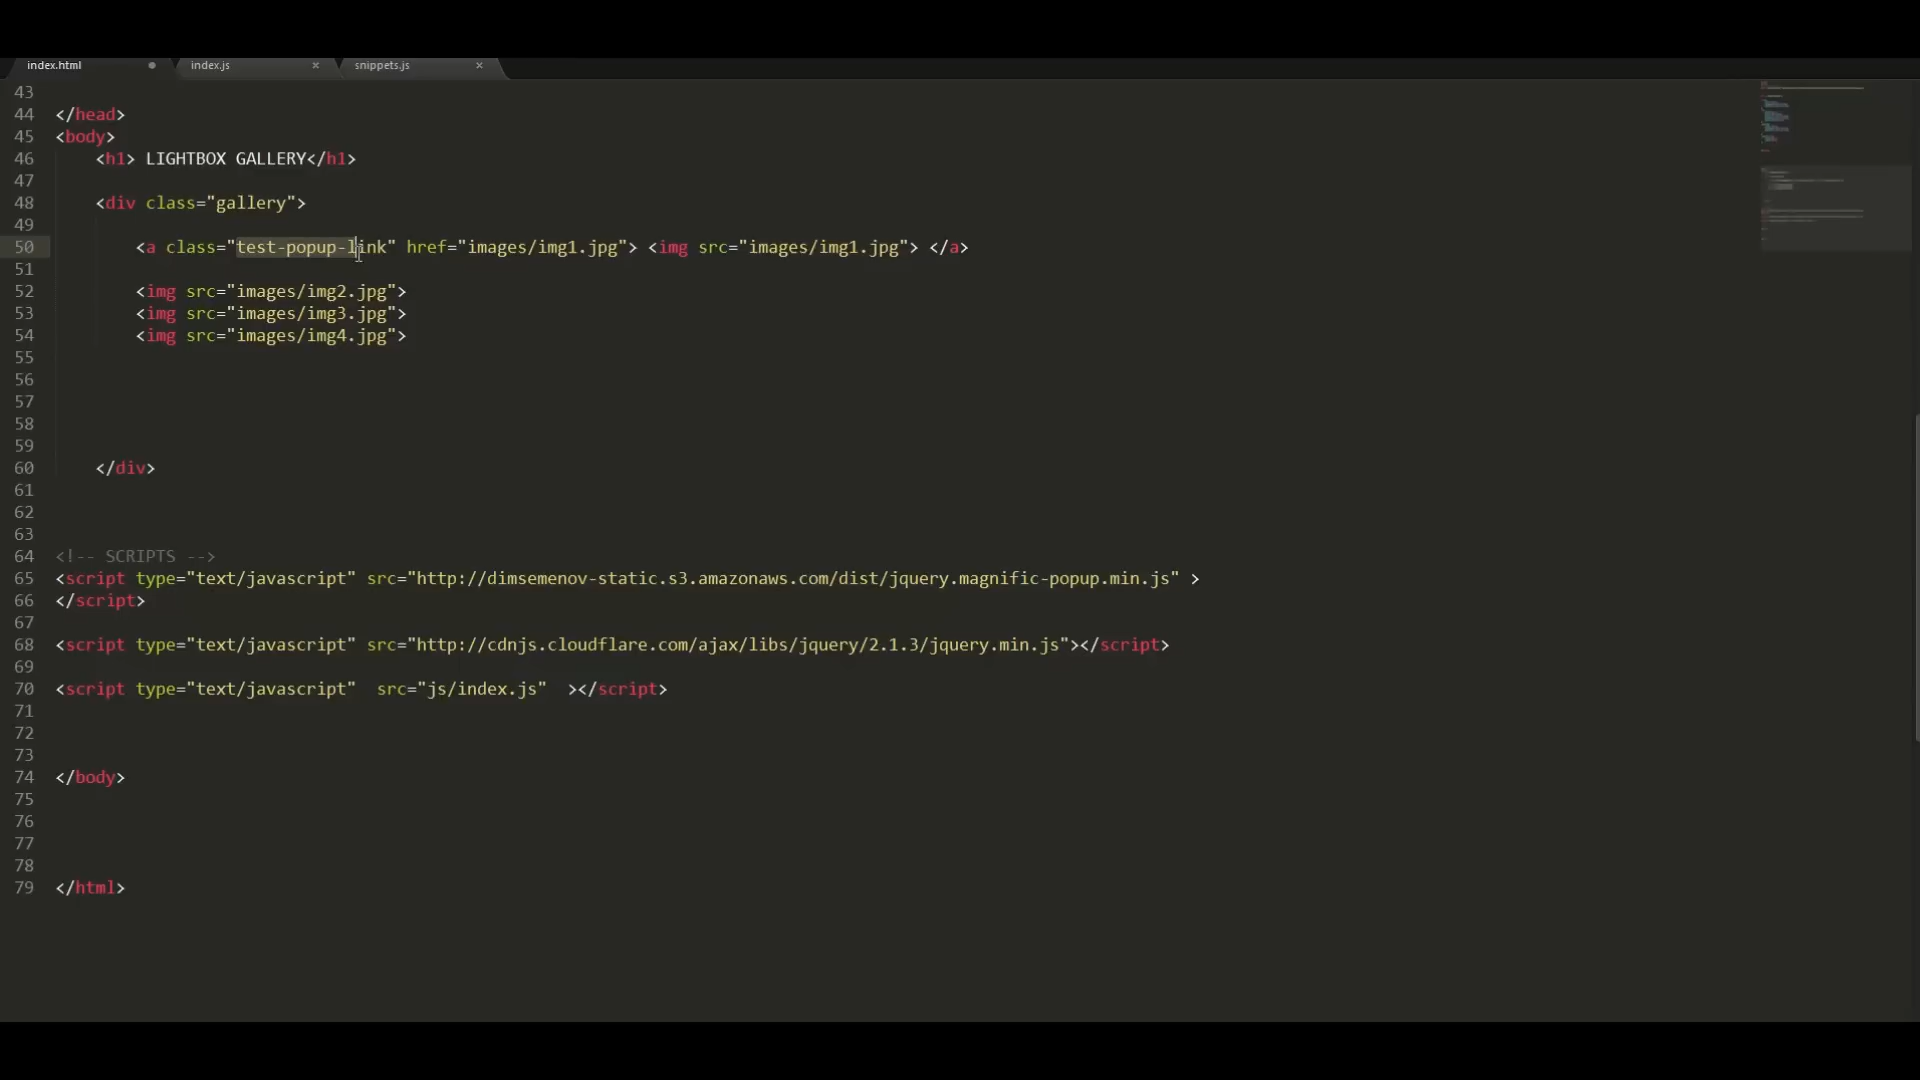 index.html
index.js ×
snippets.js ×
43
44 </head>
45 <body>
46 <h1> LIGHTBOX GALLERY</h1>
47
48 <div class="gallery">
49
50 <a class="test-popup-link" href="images/img1.jpg"> <img src="images/img1.jpg"> </a>
51
52 <img src="images/img2.jpg">
53 <img src="images/img3.jpg">
54 <img src="images/img4.jpg">
55
56
57
58
59
60 </div>
61
62
63
64 <!-- SCRIPTS -->
65 <script type="text/javascript" src="http://dimsemenov-static.s3.amazonaws.com/dist/jquery.magnific-popup.min.js" >
66 </script>
67
68 <script type="text/javascript" src="http://cdnjs.cloudflare.com/ajax/libs/jquery/2.1.3/jquery.min.js"></script>
69
70 <script type="text/javascript"  src="js/index.js"  ></script>
71
72
73
74 </body>
75
76
77
78
79 </html>